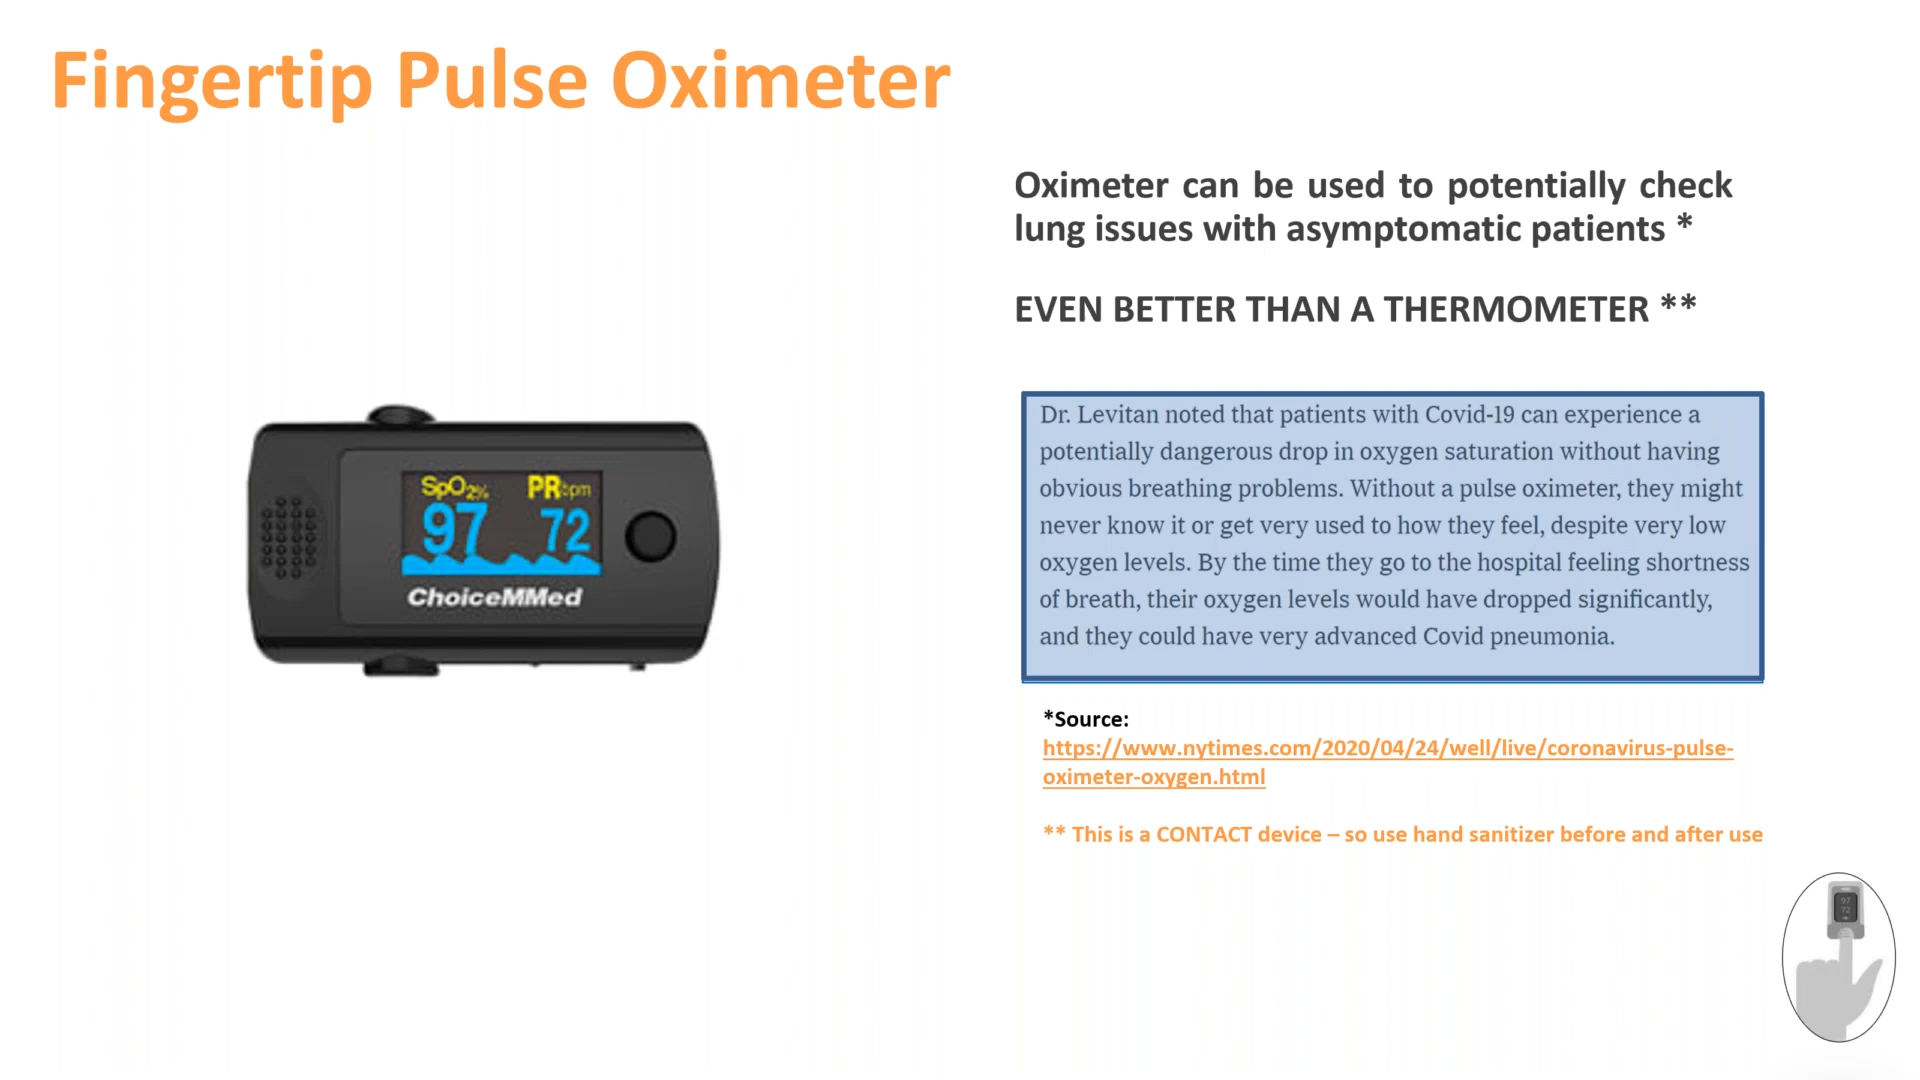 Fingertip Pulse Oximeter
Oximeter can be used to potentially check
lung issues with asymptomatic patients *
EVEN BETTER THAN A THERMOMETER **
SpO2% PRbpm
97 72
ChoiceMMed
Dr. Levitan noted that patients with Covid-19 can experience a
potentially dangerous drop in oxygen saturation without having
obvious breathing problems. Without a pulse oximeter, they might
never know it or get very used to how they feel, despite very low
oxygen levels. By the time they go to the hospital feeling shortness
of breath, their oxygen levels would have dropped significantly,
and they could have very advanced Covid pneumonia.
*Source:
https://www.nytimes.com/2020/04/24/well/live/coronavirus-pulse-
oximeter-oxygen.html
** This is a CONTACT device – so use hand sanitizer before and after use
97
72